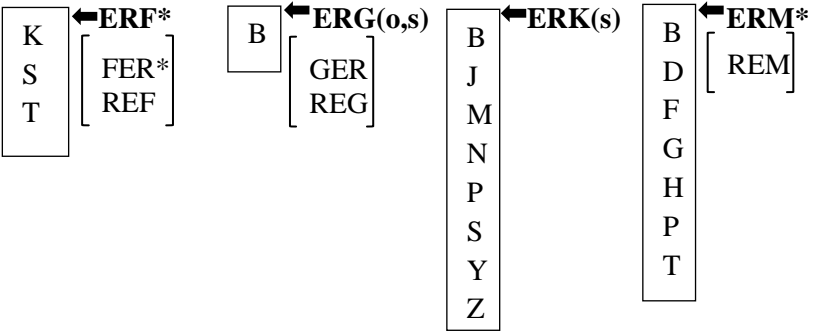 K
S
T
ERF*
FER*
REF
B
ERG(o,s)
GER
REG
B
J
M
N
P
S
Y
Z
ERK(s)
B
D
F
G
H
P
T
ERM*
REM